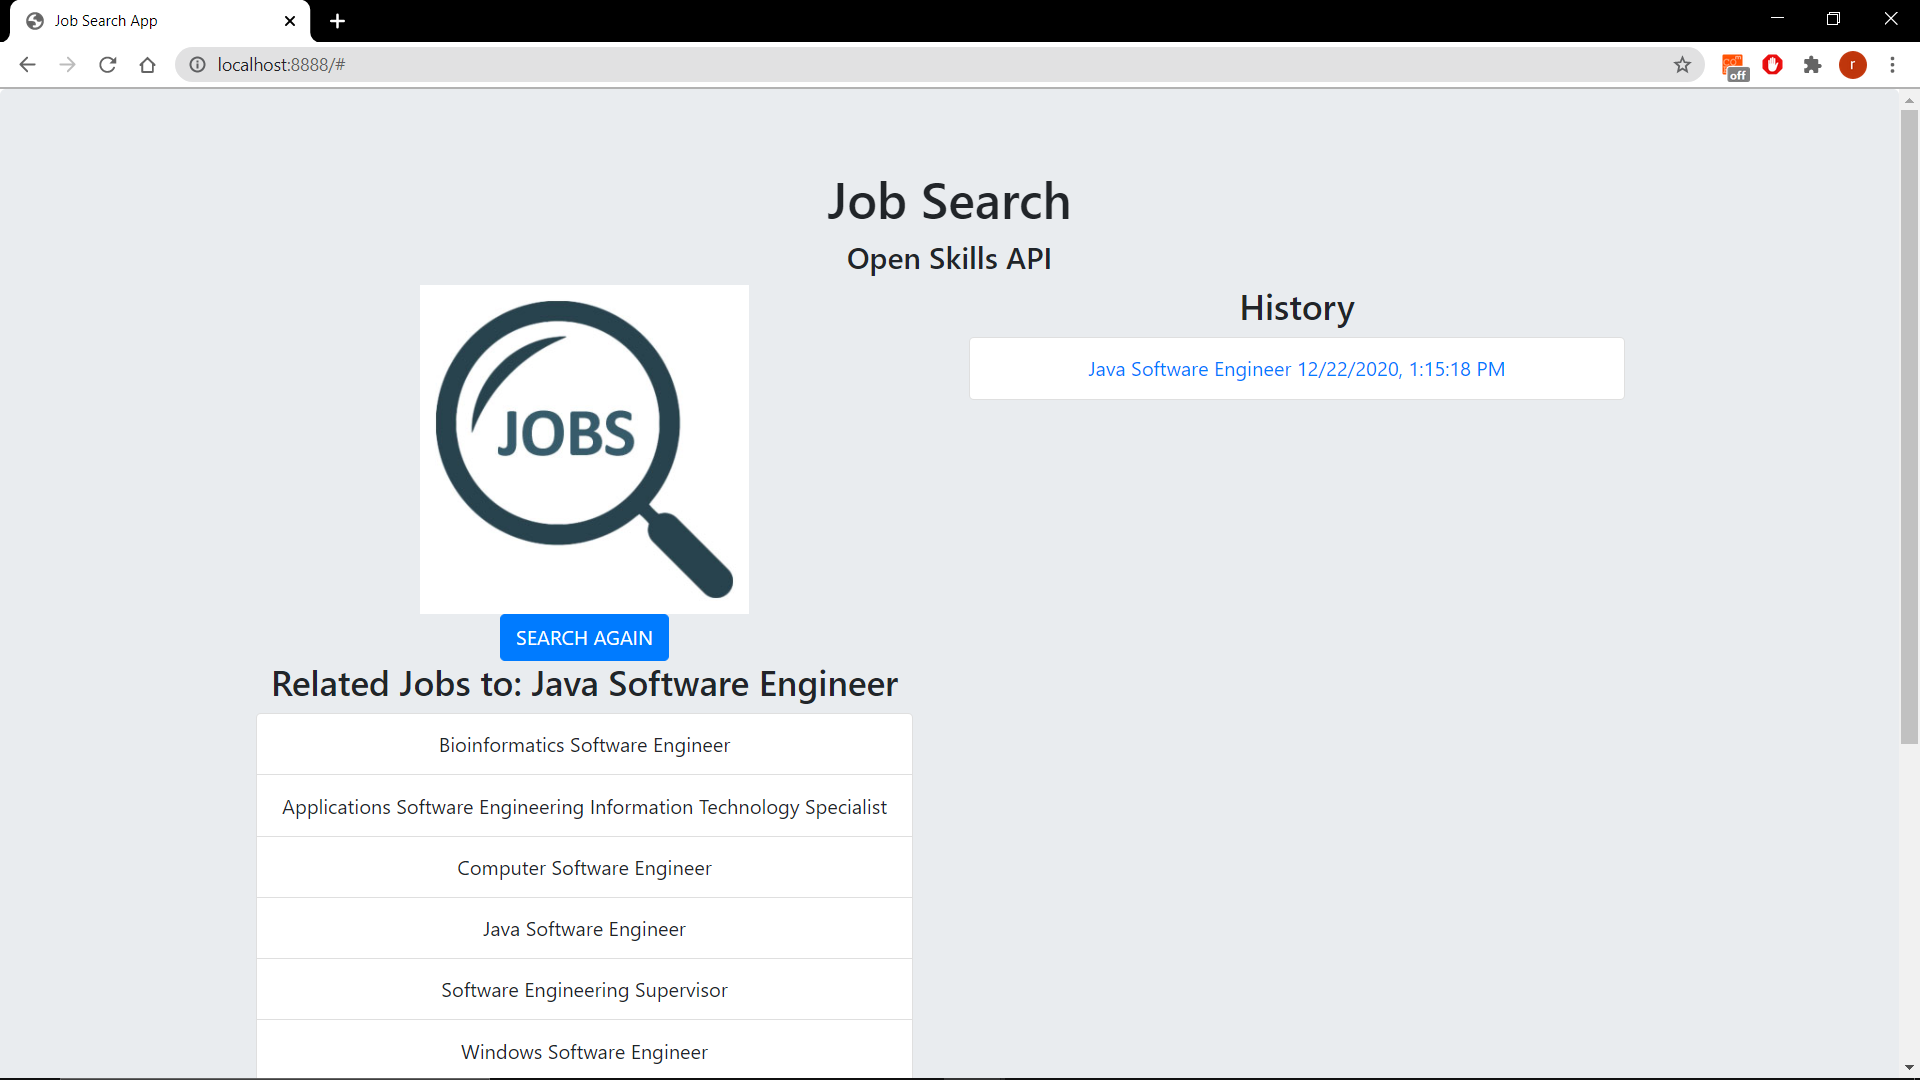 Job Search App
localhost:8888/#
off
r
Job Search
Open Skills API
JOBS
History
Java Software Engineer 12/22/2020, 1:15:18 PM
SEARCH AGAIN
Related Jobs to: Java Software Engineer
Bioinformatics Software Engineer
Applications Software Engineering Information Technology Specialist
Computer Software Engineer
Java Software Engineer
Software Engineering Supervisor
Windows Software Engineer